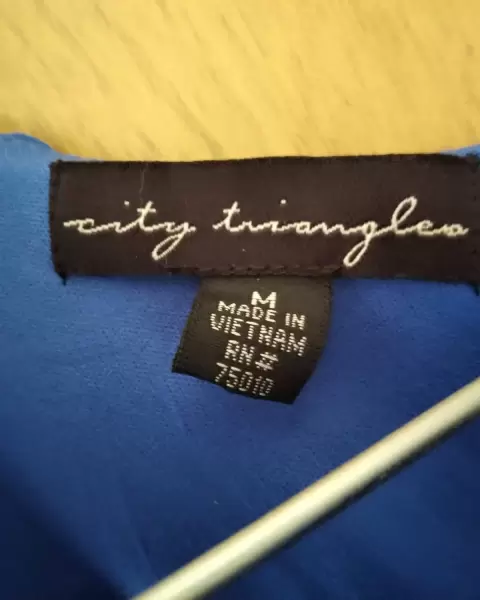 city triangles
M
MADE IN
VIETNAM
RN#
75010